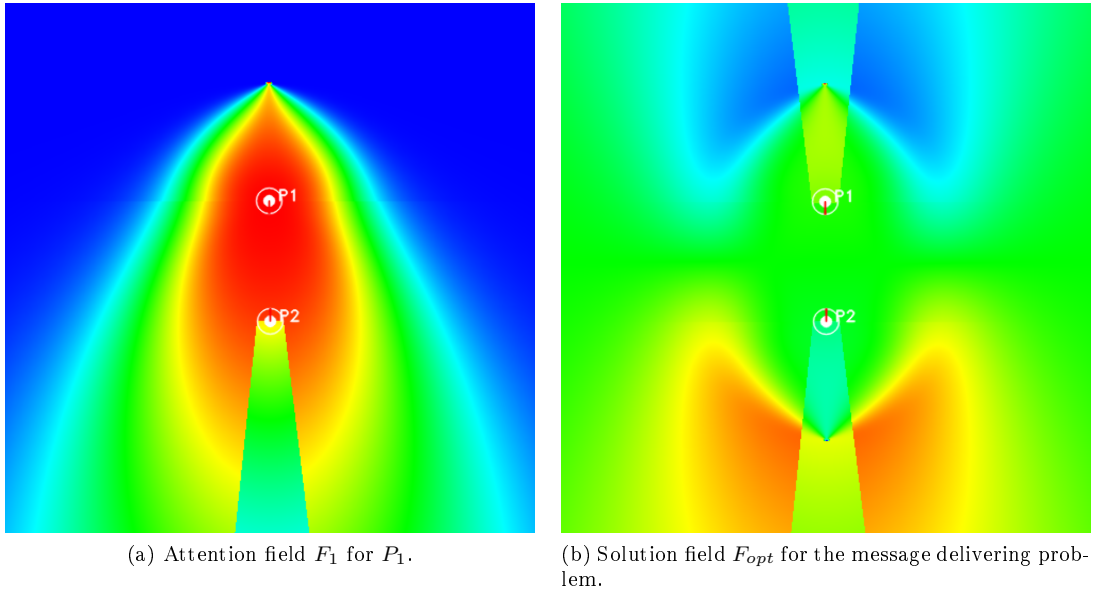 P1
P2
P1
P2
(a) Attention field F₁ for P₁.
(b) Solution field Fₒₚₜ for the message delivering prob-
lem.